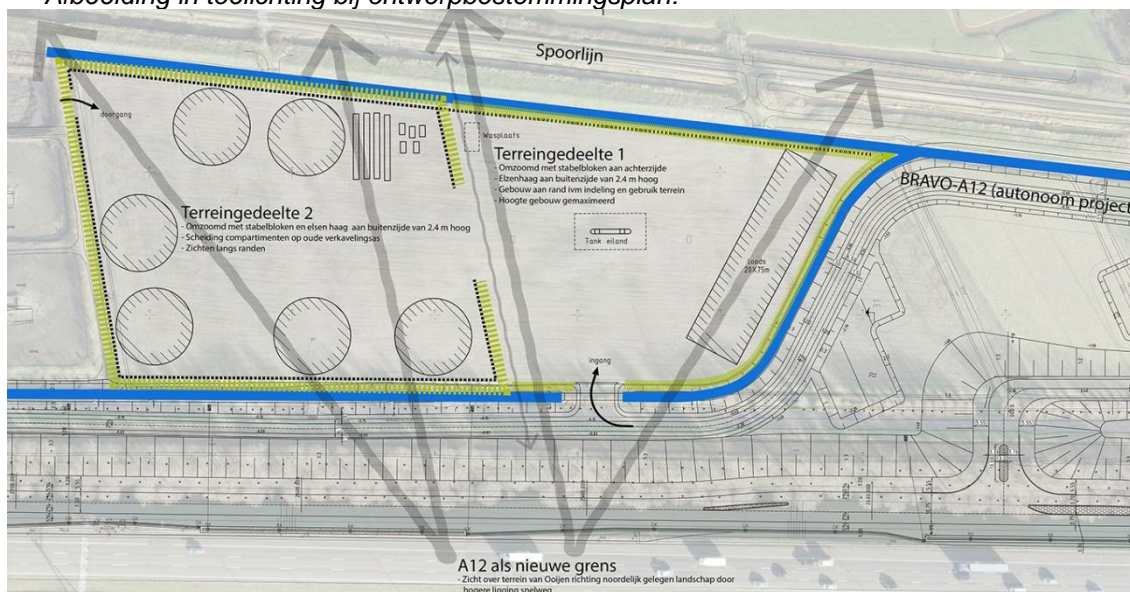 Afbeelding in toelichting bij ontwerpbestemmingsplan:
Spoorlijn
doorgang
Wasplaats
Terreingedeelte 1
- Omzoomd met stabelbloken aan achterzijde
- Elzenhaag aan buitenzijde van 2.4 m hoog
- Gebouw aan rand ivm indeling en gebruik terrein
- Hoogte gebouw gemaximeerd
BRAVO-A12 (autonoom project
Terreingedeelte 2
- Omzoomd met stabelbloken en elsen haag aan buitenzijde van 2.4 m hoog
- Scheiding compartimenten op oude verkavelingsas
- Zichten langs randen
Tank eiland
loods
20X75m
ingang
A12 als nieuwe grens
- Zicht over terrein van Ooijen richting noordelijk gelegen landschap door
hogere ligging snelweg